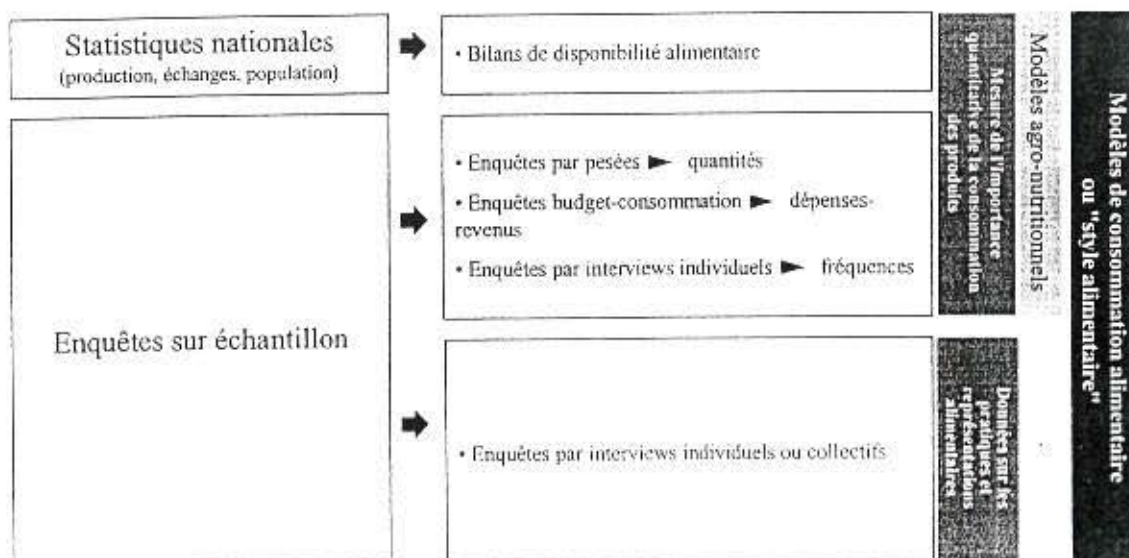 Statistiques nationales
(production, échanges, population)
• Bilans de disponibilité alimentaire
Enquêtes sur échantillon
• Enquêtes par pesées ► quantités
• Enquêtes budget-consommation ► dépenses-
revenus
• Enquêtes par interviews individuels ► fréquences
• Enquêtes par interviews individuels ou collectifs
Mesure de l'importance
quantitative de la consommation
des produits
Données sur les
pratiques et
représentations
alimentaires
Modèles agro-nutritionnels
Modèles de consommation alimentaire
ou "style alimentaire"